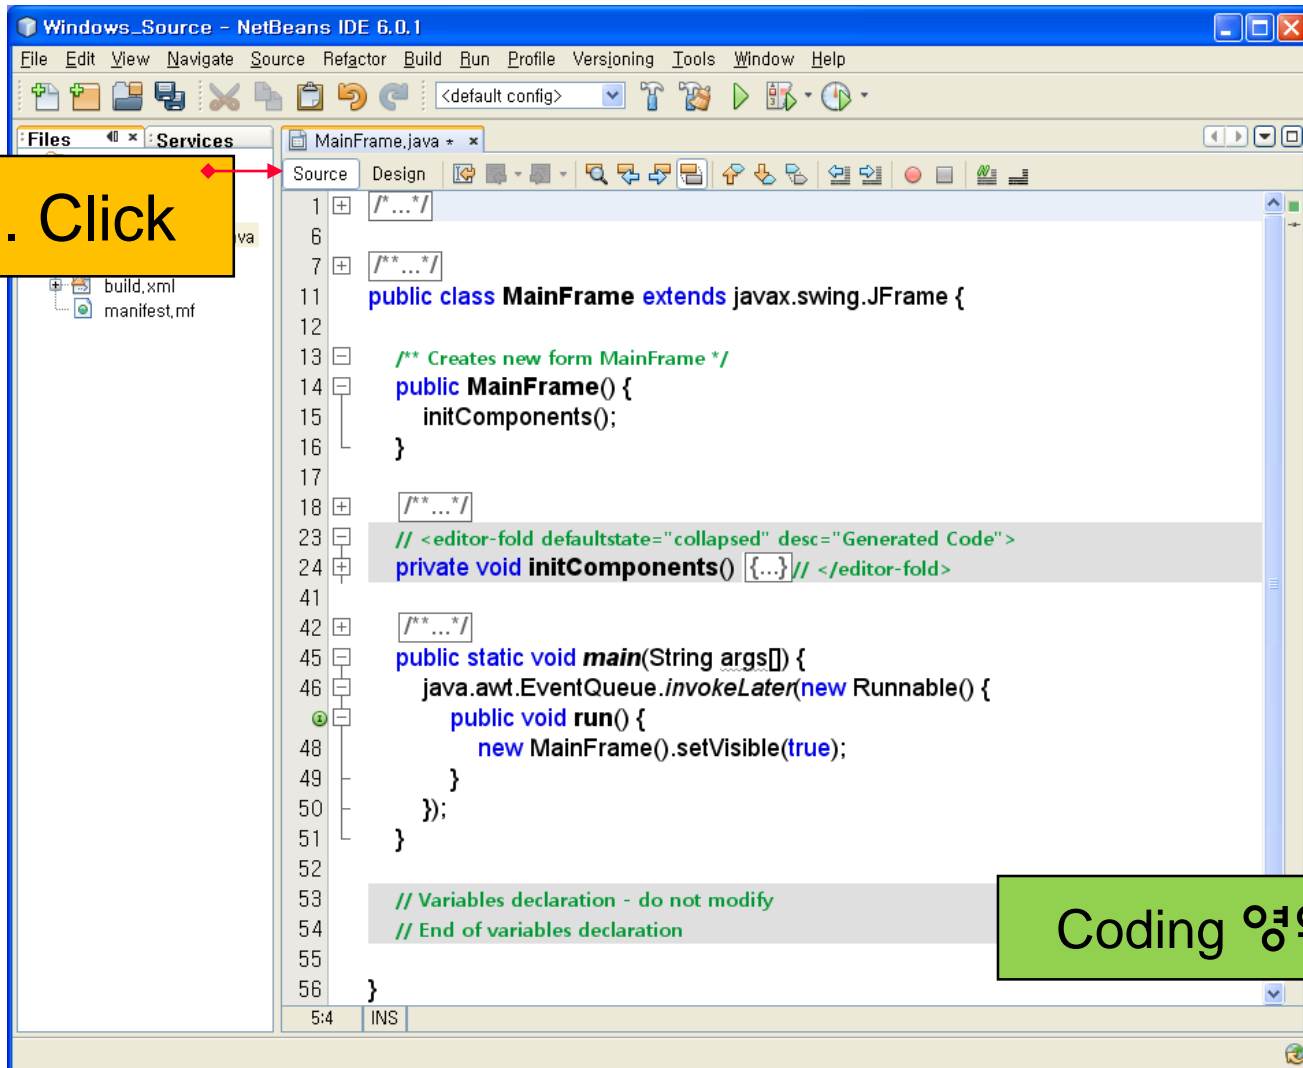 Windows_Source - NetBeans IDE 6.0.1
File Edit View Navigate Source Refactor Build Run Profile Versioning Tools Window Help
<default config>
Files Services
MainFrame.java *
Source Design
. Click
va
build.xml
manifest.mf
1 /*...*/
6
7 /**...*/
11 public class MainFrame extends javax.swing.JFrame {
12
13 /** Creates new form MainFrame */
14 public MainFrame() {
15 initComponents();
16 }
17
18 /**...*/
23 // <editor-fold defaultstate="collapsed" desc="Generated Code">
24 private void initComponents() {...}// </editor-fold>
41
42 /**...*/
45 public static void main(String args[]) {
46 java.awt.EventQueue.invokeLater(new Runnable() {
public void run() {
48 new MainFrame().setVisible(true);
49 }
50 });
51 }
52
53 // Variables declaration - do not modify
54 // End of variables declaration
55
56 }
Coding
5:4 INS